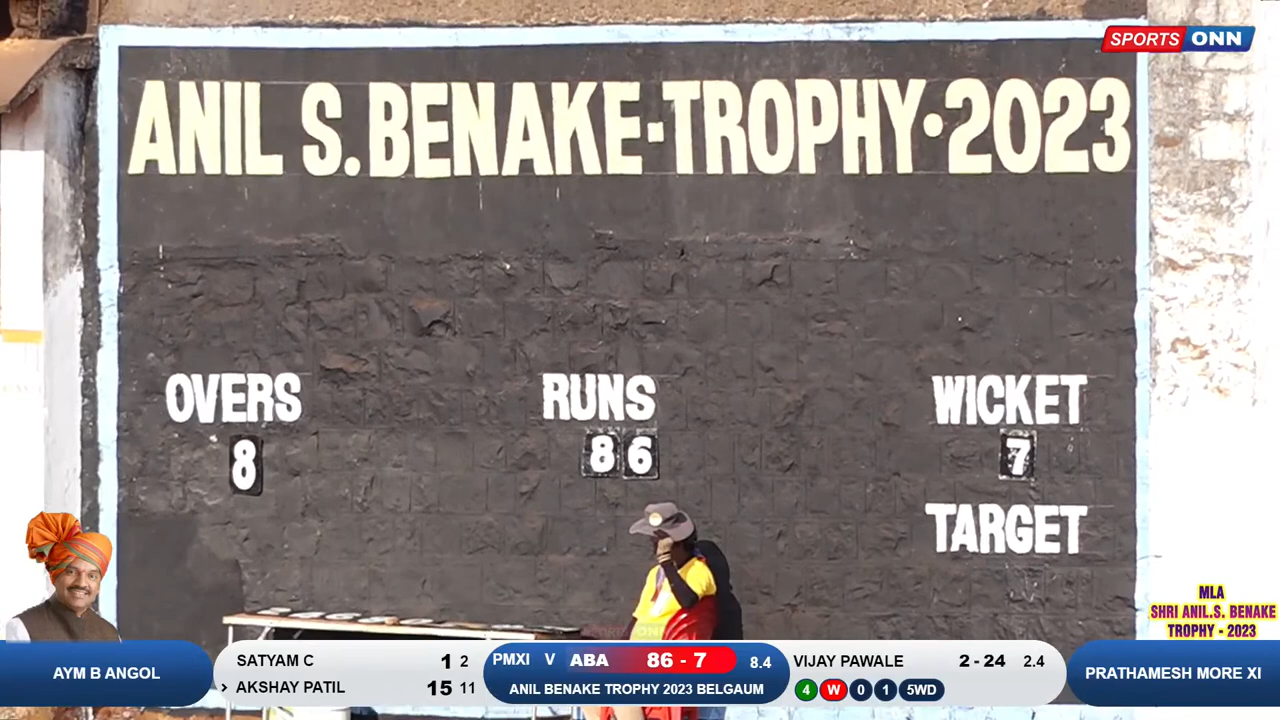 SPORTS ONN
ANIL S. BENAKE-TROPHY·2023
OVERS RUNS WICKET
8 86 7
TARGET
MLA
SHRI ANIL.S. BENAKE
TROPHY - 2023
AYM B ANGOL
SATYAM C 1 2
› AKSHAY PATIL 15 11
PMXI V ABA 86 - 7 8.4
ANIL BENAKE TROPHY 2023 BELGAUM
VIJAY PAWALE 2 - 24 2.4
4 W 0 1 5WD
PRATHAMESH MORE XI
SPORTS ONN